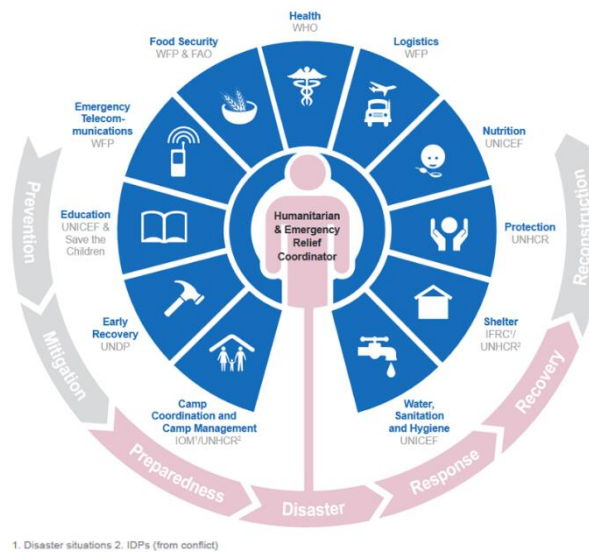 Health
WHO
Food Security
WFP & FAO
Logistics
WFP
Emergency
Telecom-
munications
WFP
Nutrition
UNICEF
Education
UNICEF &
Save the
Children
Humanitarian
& Emergency
Relief
Coordinator
Protection
UNHCR
Early
Recovery
UNDP
Shelter
IFRC¹/
UNHCR²
Camp
Coordination and
Camp Management
IOM¹/UNHCR²
Water,
Sanitation
and Hygiene
UNICEF
Prevention
Mitigation
Preparedness
Disaster
Response
Recovery
Reconstruction
1. Disaster situations 2. IDPs (from conflict)